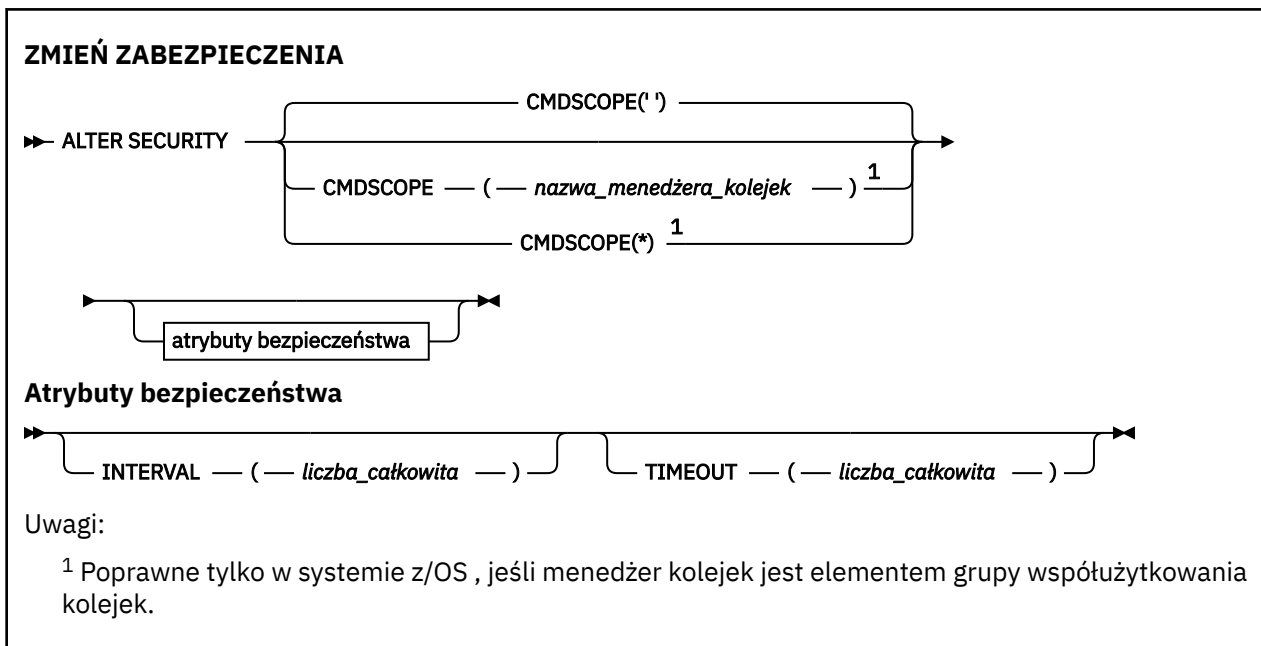 ZMIEŃ ZABEZPIECZENIA
CMDSCOPE(' ')
ALTER SECURITY
CMDSCOPE ( nazwa_menedżera_kolejek ) 1
CMDSCOPE(*) 1
atrybuty bezpieczeństwa
Atrybuty bezpieczeństwa
INTERVAL ( liczba_całkowita ) TIMEOUT ( liczba_całkowita )
Uwagi:
1 Poprawne tylko w systemie z/OS , jeśli menedżer kolejek jest elementem grupy współużytkowania
kolejek.